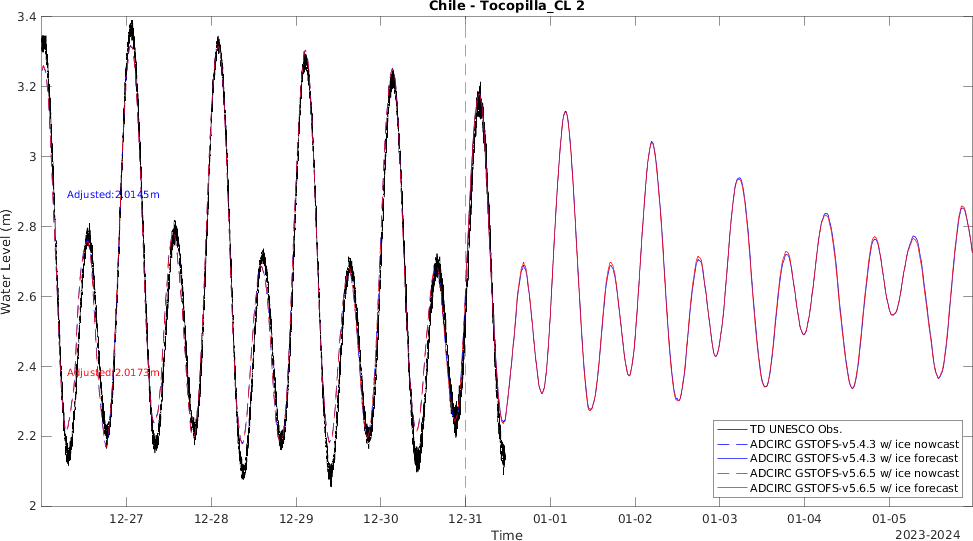 Chile - Tocopilla_CL 2
3.4
3.2
3
2.8
2.6
2.4
2.2
2
Water Level (m)
Adjusted:2.0145m
Adjusted:2.0173m
TD UNESCO Obs.
ADCIRC GSTOFS-v5.4.3 w/ ice nowcast
ADCIRC GSTOFS-v5.4.3 w/ ice forecast
ADCIRC GSTOFS-v5.6.5 w/ ice nowcast
ADCIRC GSTOFS-v5.6.5 w/ ice forecast
12-27 12-28 12-29 12-30 12-31 01-01 01-02 01-03 01-04 01-05
Time
2023-2024